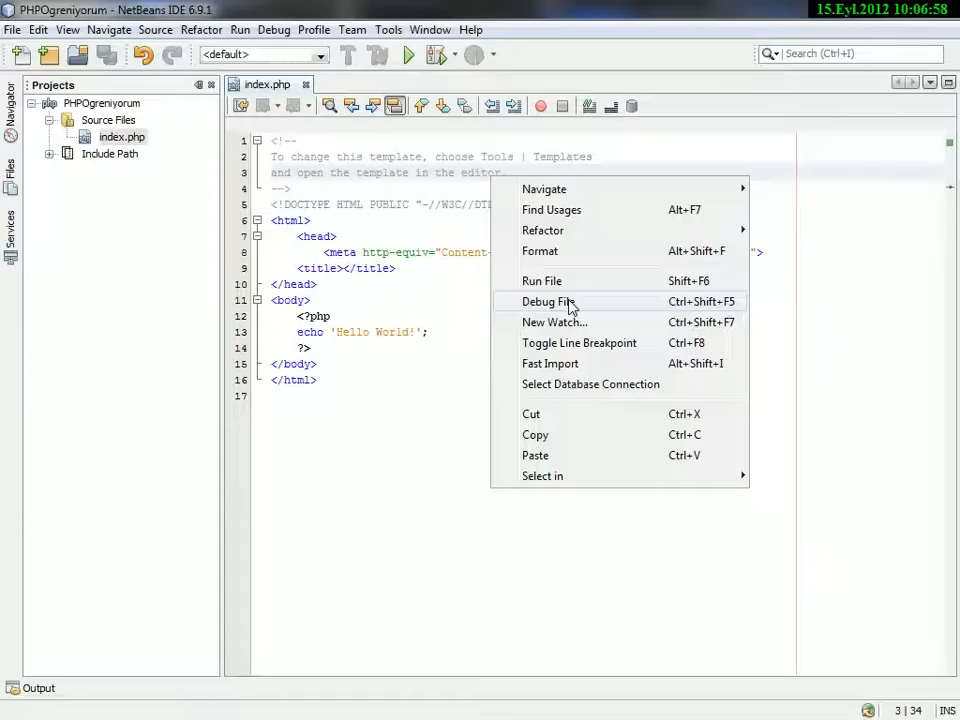 PHPOgreniyorum - NetBeans IDE 6.9.1
15.Eyl.2012 10:06:58
File Edit View Navigate Source Refactor Run Debug Profile Team Tools Window Help
<default>
Search (Ctrl+I)
Projects
index.php
Navigator
Files
Services
PHPOgreniyorum
Source Files
index.php
Include Path
1 <!--
2 To change this template, choose Tools | Templates
3 and open the template in the editor.
4 -->
5 <!DOCTYPE HTML PUBLIC "-//W3C//DT
6 <html>
7 <head>
8 <meta http-equiv="Content- ">
9 <title></title>
10 </head>
11 <body>
12 <?php
13 echo 'Hello World!';
14 ?>
15 </body>
16 </html>
17
Navigate
Find Usages Alt+F7
Refactor
Format Alt+Shift+F
Run File Shift+F6
Debug File Ctrl+Shift+F5
New Watch... Ctrl+Shift+F7
Toggle Line Breakpoint Ctrl+F8
Fast Import Alt+Shift+I
Select Database Connection
Cut Ctrl+X
Copy Ctrl+C
Paste Ctrl+V
Select in
Output
3 | 34 INS